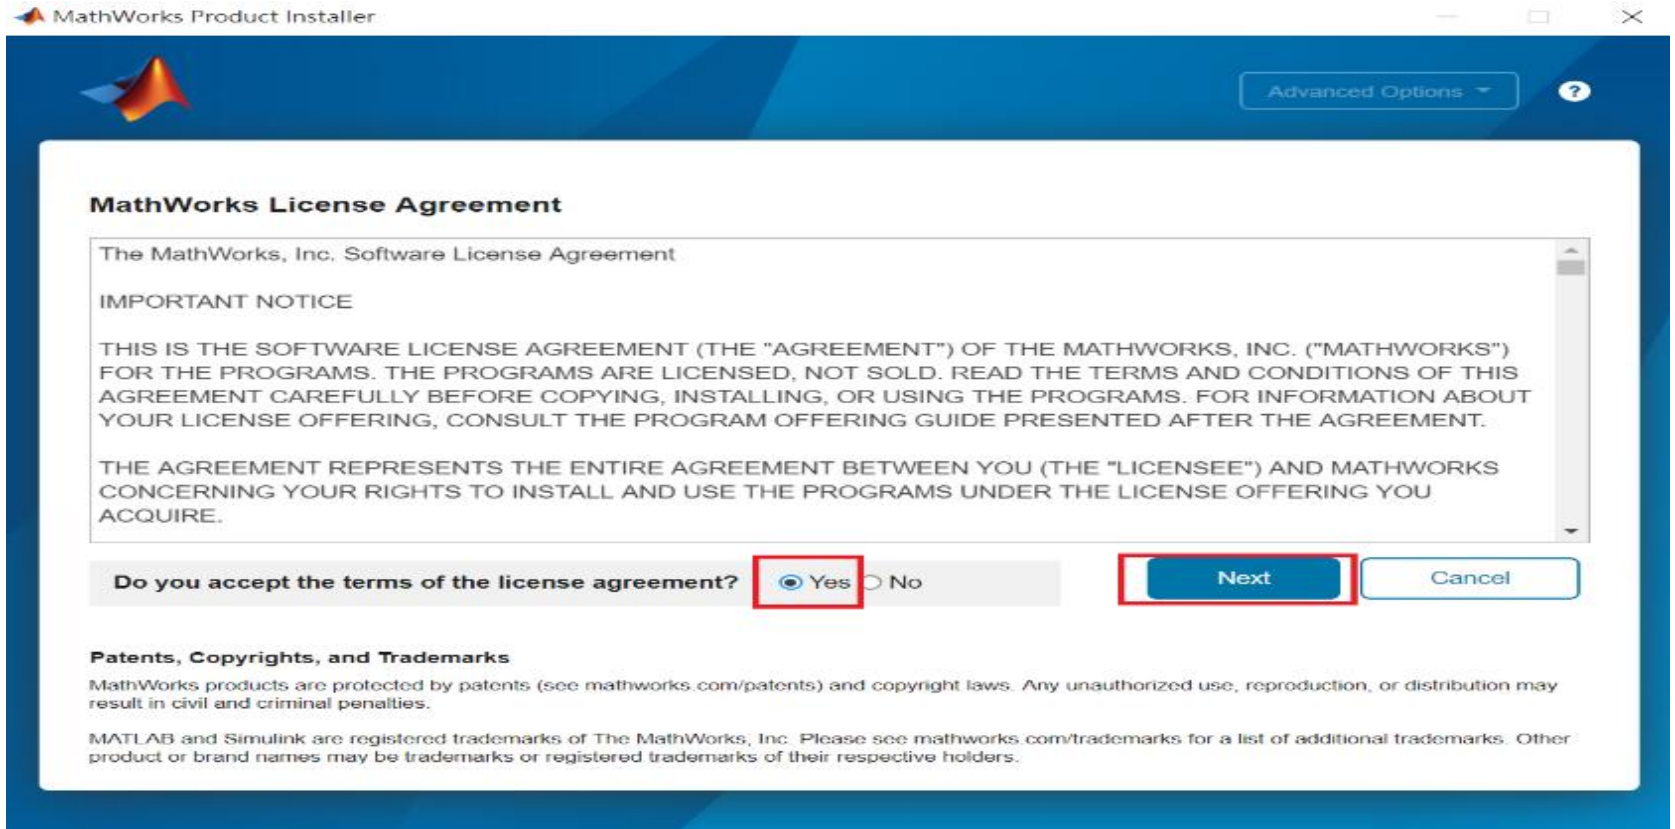 MathWorks Product Installer
Advanced Options
?
MathWorks License Agreement
The MathWorks, Inc. Software License Agreement
IMPORTANT NOTICE
THIS IS THE SOFTWARE LICENSE AGREEMENT (THE "AGREEMENT") OF THE MATHWORKS, INC. ("MATHWORKS")
FOR THE PROGRAMS. THE PROGRAMS ARE LICENSED, NOT SOLD. READ THE TERMS AND CONDITIONS OF THIS
AGREEMENT CAREFULLY BEFORE COPYING, INSTALLING, OR USING THE PROGRAMS. FOR INFORMATION ABOUT
YOUR LICENSE OFFERING, CONSULT THE PROGRAM OFFERING GUIDE PRESENTED AFTER THE AGREEMENT.
THE AGREEMENT REPRESENTS THE ENTIRE AGREEMENT BETWEEN YOU (THE "LICENSEE") AND MATHWORKS
CONCERNING YOUR RIGHTS TO INSTALL AND USE THE PROGRAMS UNDER THE LICENSE OFFERING YOU
ACQUIRE.
Do you accept the terms of the license agreement? Yes No
Next
Cancel
Patents, Copyrights, and Trademarks
MathWorks products are protected by patents (see mathworks.com/patents) and copyright laws. Any unauthorized use, reproduction, or distribution may
result in civil and criminal penalties.
MATLAB and Simulink are registered trademarks of The MathWorks, Inc. Please see mathworks.com/trademarks for a list of additional trademarks. Other
product or brand names may be trademarks or registered trademarks of their respective holders.